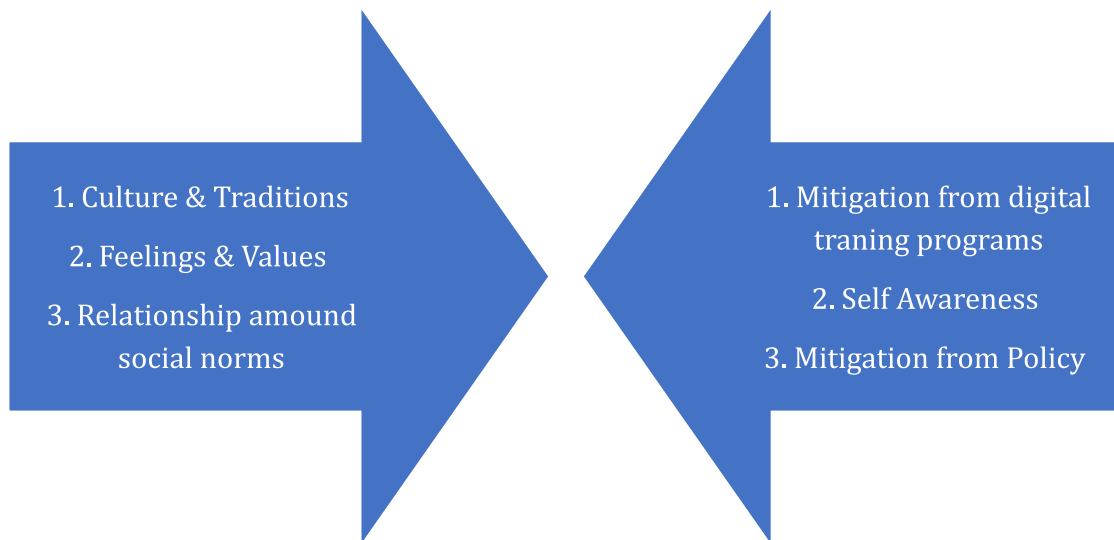 1. Culture & Traditions
2. Feelings & Values
3. Relationship amound
social norms
1. Mitigation from digital
traning programs
2. Self Awareness
3. Mitigation from Policy